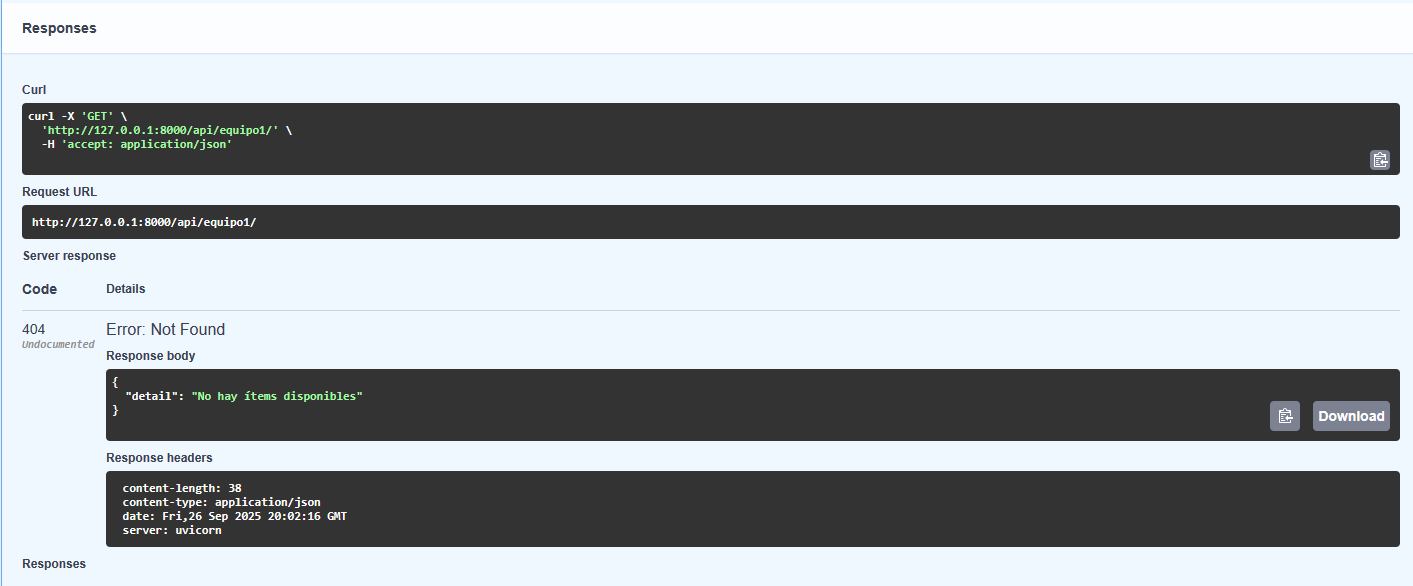 Responses
Curl
curl -X 'GET' \
  'http://127.0.0.1:8000/api/equipo1/' \
  -H 'accept: application/json'
Request URL
http://127.0.0.1:8000/api/equipo1/
Server response
Code Details
404 Error: Not Found
Undocumented
Response body
{
  "detail": "No hay ítems disponibles"
}
Download
Response headers
content-length: 38
content-type: application/json
date: Fri,26 Sep 2025 20:02:16 GMT
server: uvicorn
Responses